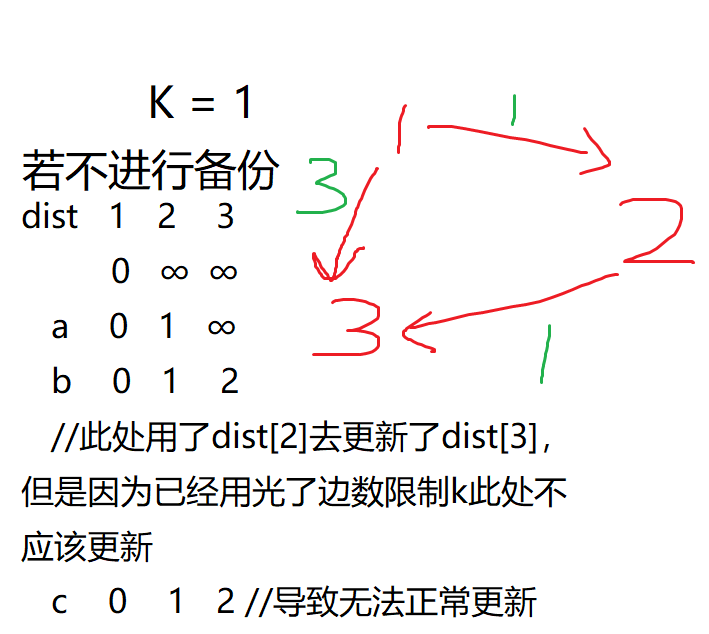 K = 1
若不进行备份
dist 1 2 3
0 ∞ ∞
a 0 1 ∞
b 0 1 2
//此处用了dist[2]去更新了dist[3]，
但是因为已经用光了边数限制k此处不
应该更新
c 0 1 2 //导致无法正常更新
1
1
2
3
3
1